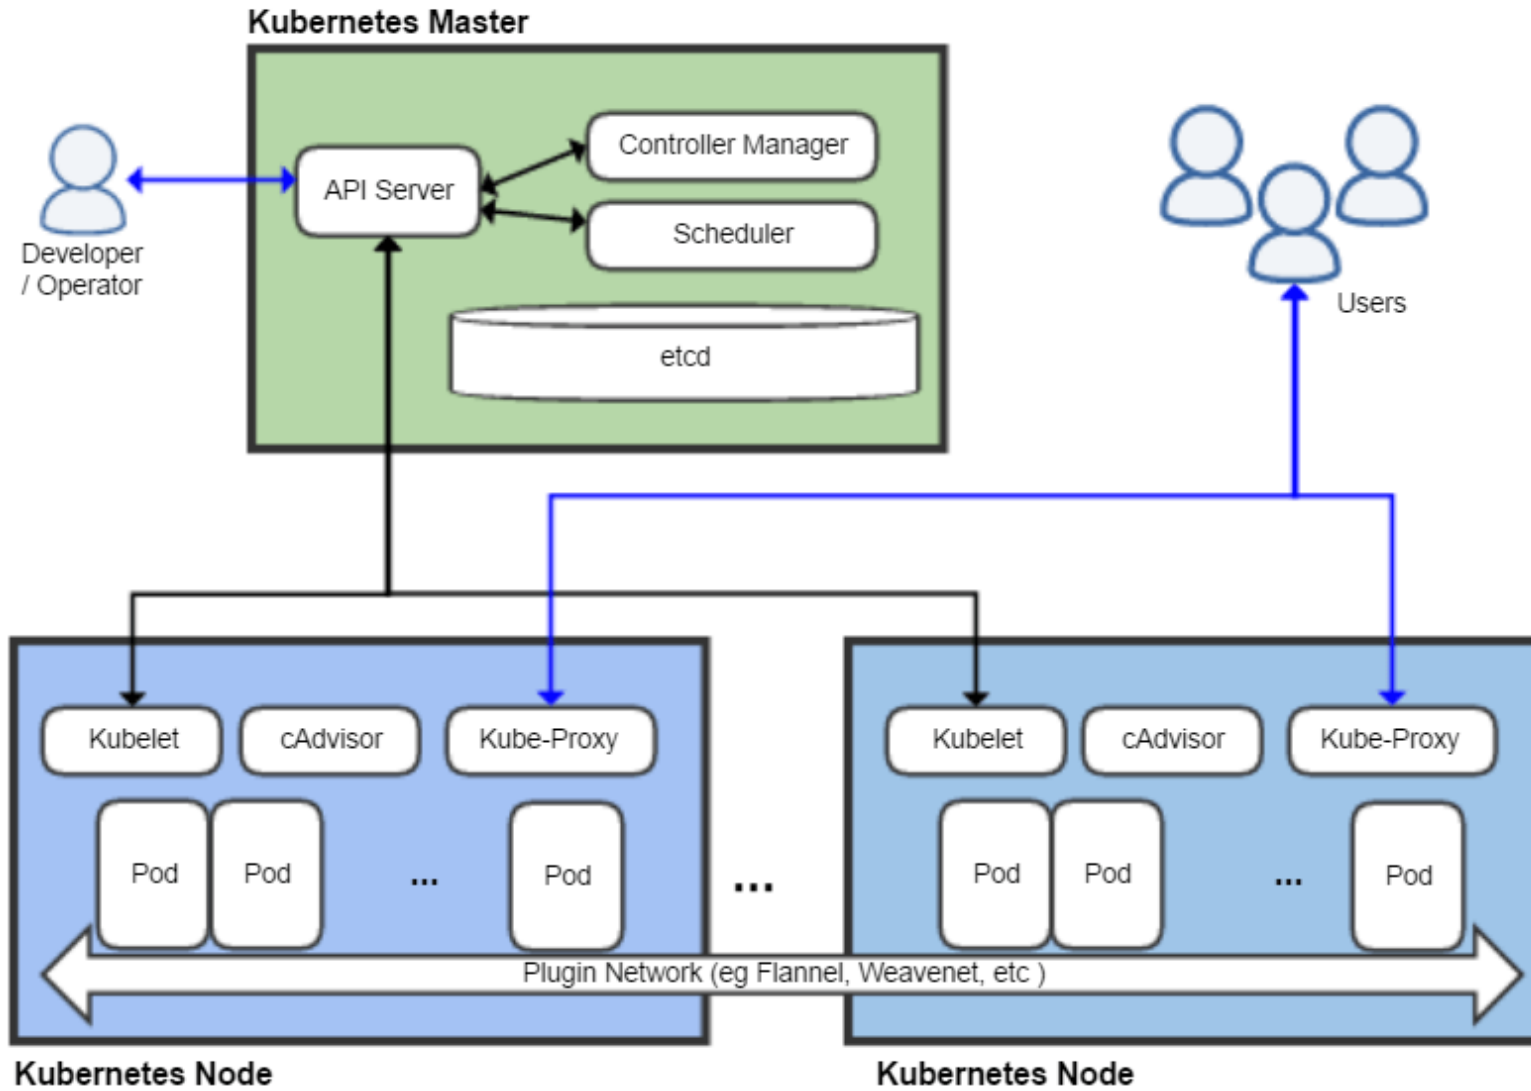 Kubernetes Master
Controller Manager
API Server
Scheduler
Developer
/ Operator
etcd
Users
Kubelet
cAdvisor
Kube-Proxy
Kubelet
cAdvisor
Kube-Proxy
Pod
Pod
...
Pod
...
Pod
Pod
...
Pod
Plugin Network (eg Flannel, Weavenet, etc )
Kubernetes Node
Kubernetes Node